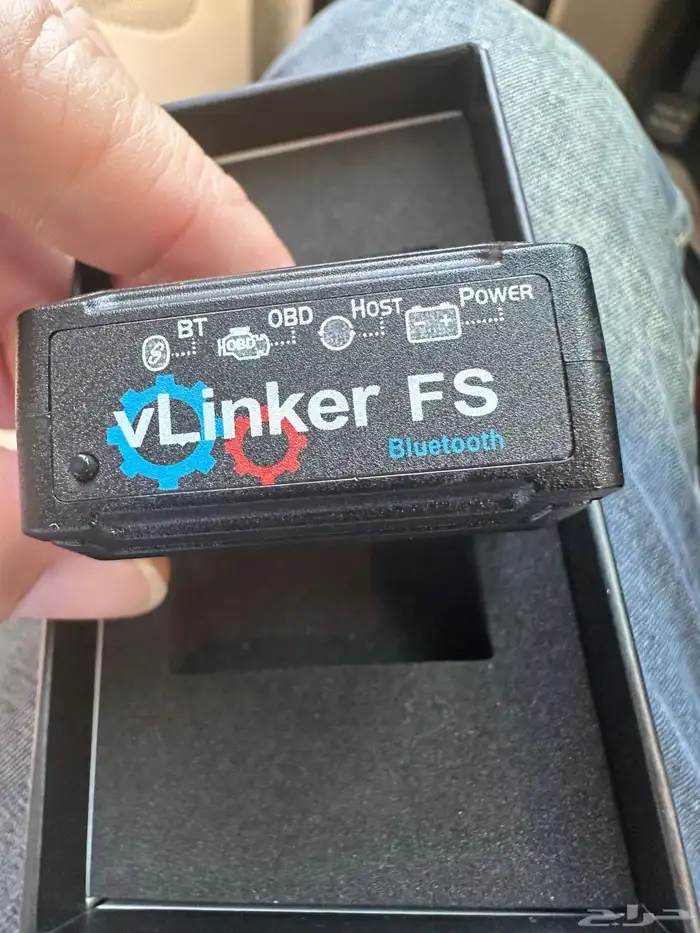 BT OBD HOST POWER
OBD
vLinker FS
Bluetooth
حراج